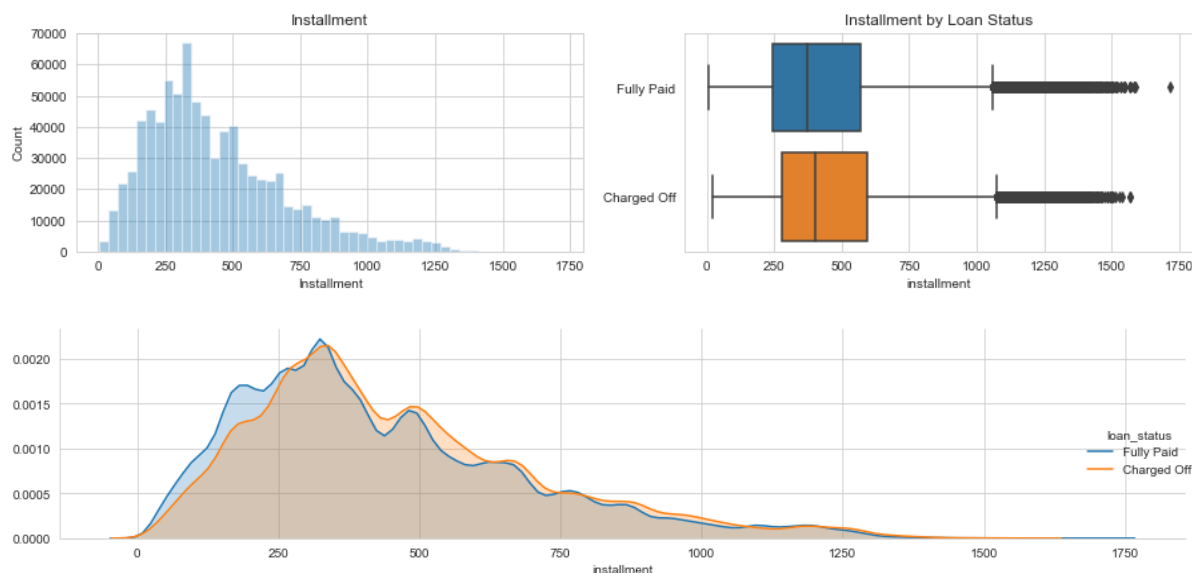 Installment
70000
60000
50000
40000
30000
20000
10000
0
Count
0 250 500 750 1000 1250 1500 1750
Installment
Installment by Loan Status
Fully Paid
Charged Off
0 250 500 750 1000 1250 1500 1750
installment
0.0020
0.0015
0.0010
0.0005
0.0000
loan_status
Fully Paid
Charged Off
0 250 500 750 1000 1250 1500 1750
installment